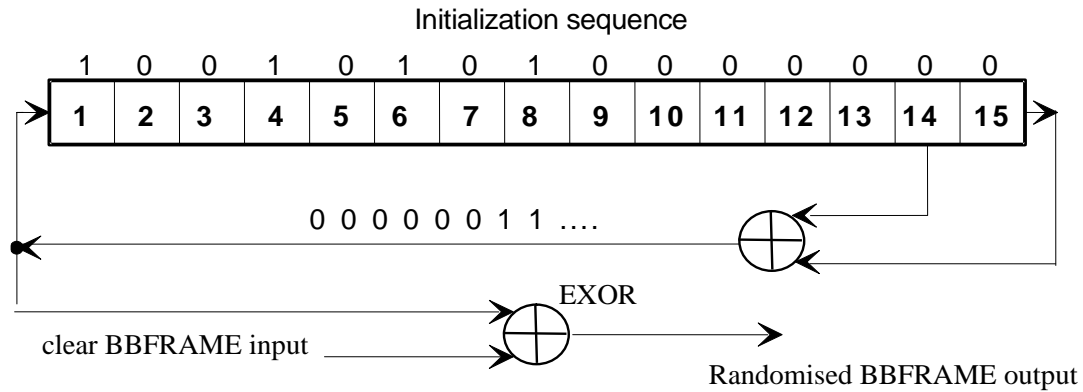 Initialization sequence
1 0 0 1 0 1 0 1 0 0 0 0 0 0 0
1 2 3 4 5 6 7 8 9 10 11 12 13 14 15
0 0 0 0 0 0 1 1 ....
EXOR
clear BBFRAME input
Randomised BBFRAME output